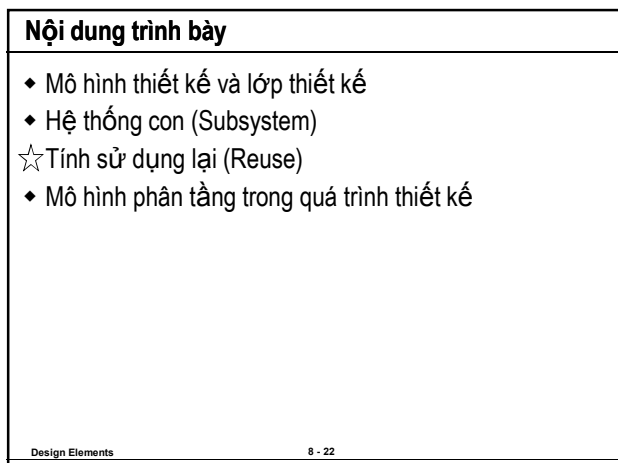 Nội dung trình bày
◆ Mô hình thiết kế và lớp thiết kế
◆ Hệ thống con (Subsystem)
☆ Tính sử dụng lại (Reuse)
◆ Mô hình phân tầng trong quá trình thiết kế
Design Elements 8 - 22